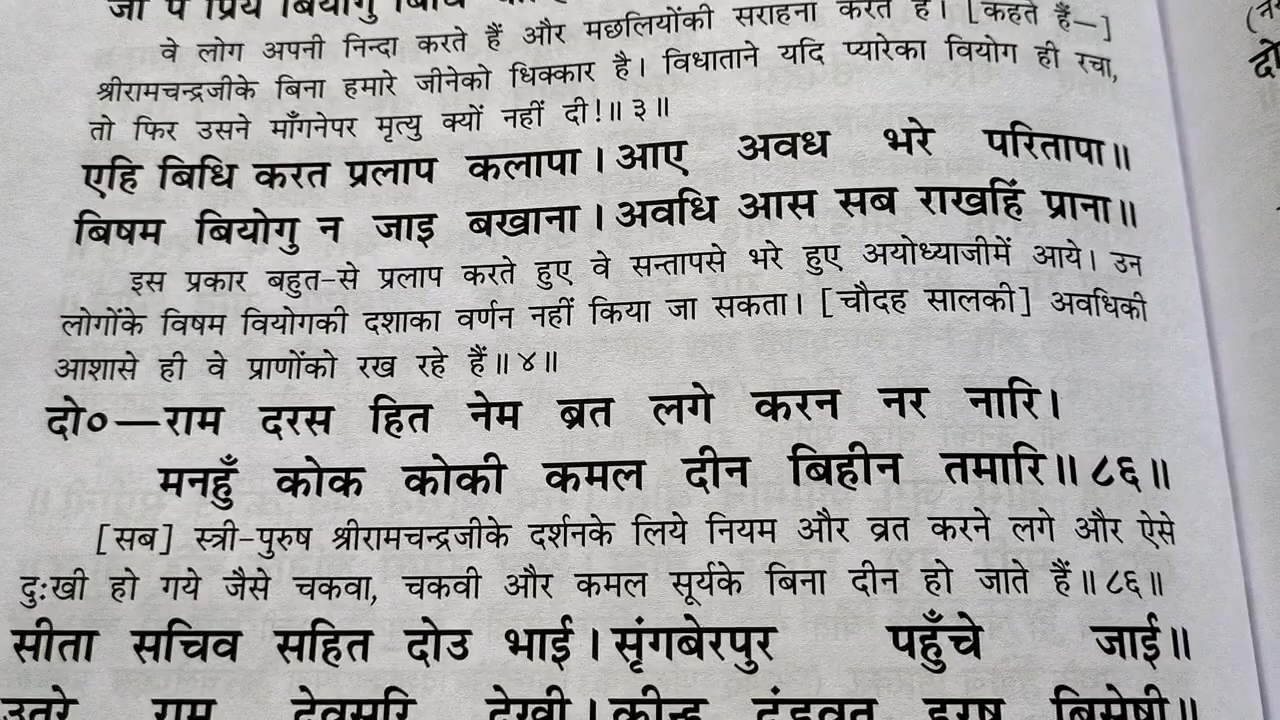 जौं पै प्रिय बियोगु बिधि
वे लोग अपनी निन्दा करते हैं और मछलियोंकी सराहना करते हैं। [कहते हैं—]
श्रीरामचन्द्रजीके बिना हमारे जीनेको धिक्कार है। विधाताने यदि प्यारेका वियोग ही रचा,
तो फिर उसने माँगनेपर मृत्यु क्यों नहीं दी!॥ ३॥
एहि बिधि करत प्रलाप कलापा। आए अवध भरे परितापा॥
बिषम बियोगु न जाइ बखाना। अवधि आस सब राखहिं प्राना॥
इस प्रकार बहुत-से प्रलाप करते हुए वे सन्तापसे भरे हुए अयोध्याजीमें आये। उन
लोगोंके विषम वियोगकी दशाका वर्णन नहीं किया जा सकता। [चौदह सालकी] अवधिकी
आशासे ही वे प्राणोंको रख रहे हैं॥ ४॥
दो०—राम दरस हित नेम ब्रत लगे करन नर नारि।
मनहुँ कोक कोकी कमल दीन बिहीन तमारि॥ ८६॥
[सब] स्त्री-पुरुष श्रीरामचन्द्रजीके दर्शनके लिये नियम और व्रत करने लगे और ऐसे
दुःखी हो गये जैसे चकवा, चकवी और कमल सूर्यके बिना दीन हो जाते हैं॥ ८६॥
सीता सचिव सहित दोउ भाई। सृंगबेरपुर पहुँचे जाई॥
उतरे राम देवसरि देखी। कीन्ह दंडवत हरषु बिसेषी॥
दो